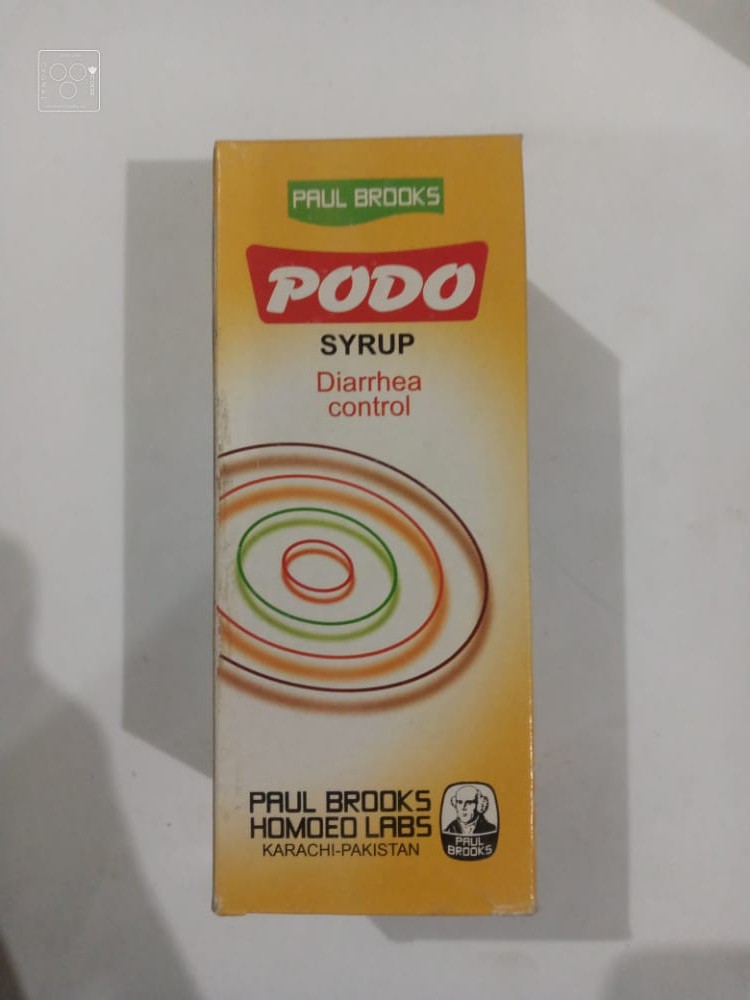 PAUL BROOKS
PODO
SYRUP
Diarrhea
control
PAUL BROOKS
HOMOEO LABS
KARACHI-PAKISTAN
PAUL
BROOKS